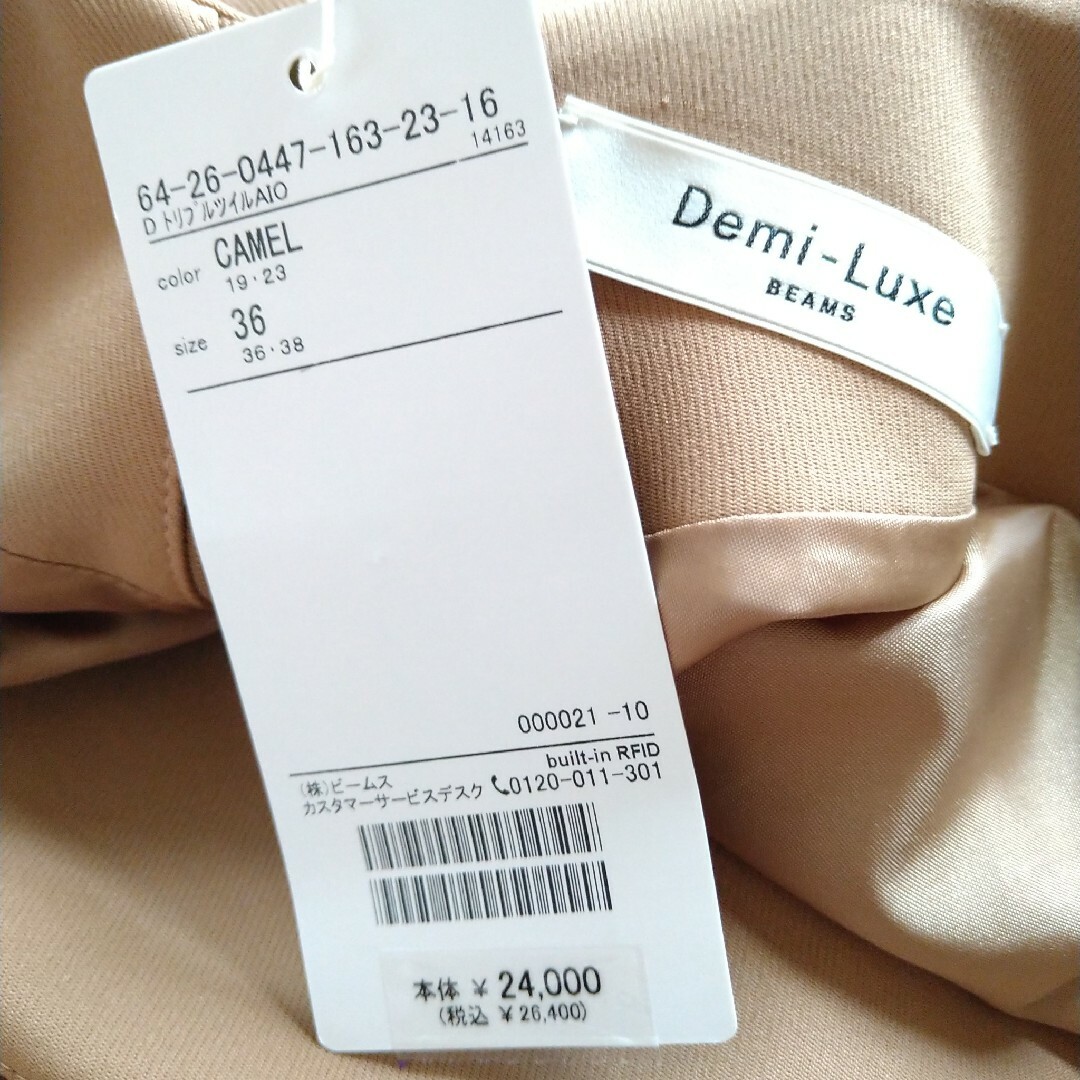 64-26-0447-163-23-16
14163
D トリプルツイルAIO
color CAMEL
19・23
size 36
36・38
000021 -10
built-in RFID
(株)ビームス
カスタマーサービスデスク 0120-011-301
本体 ¥ 24,000
(税込 ¥ 26,400)
Demi-Luxe
BEAMS